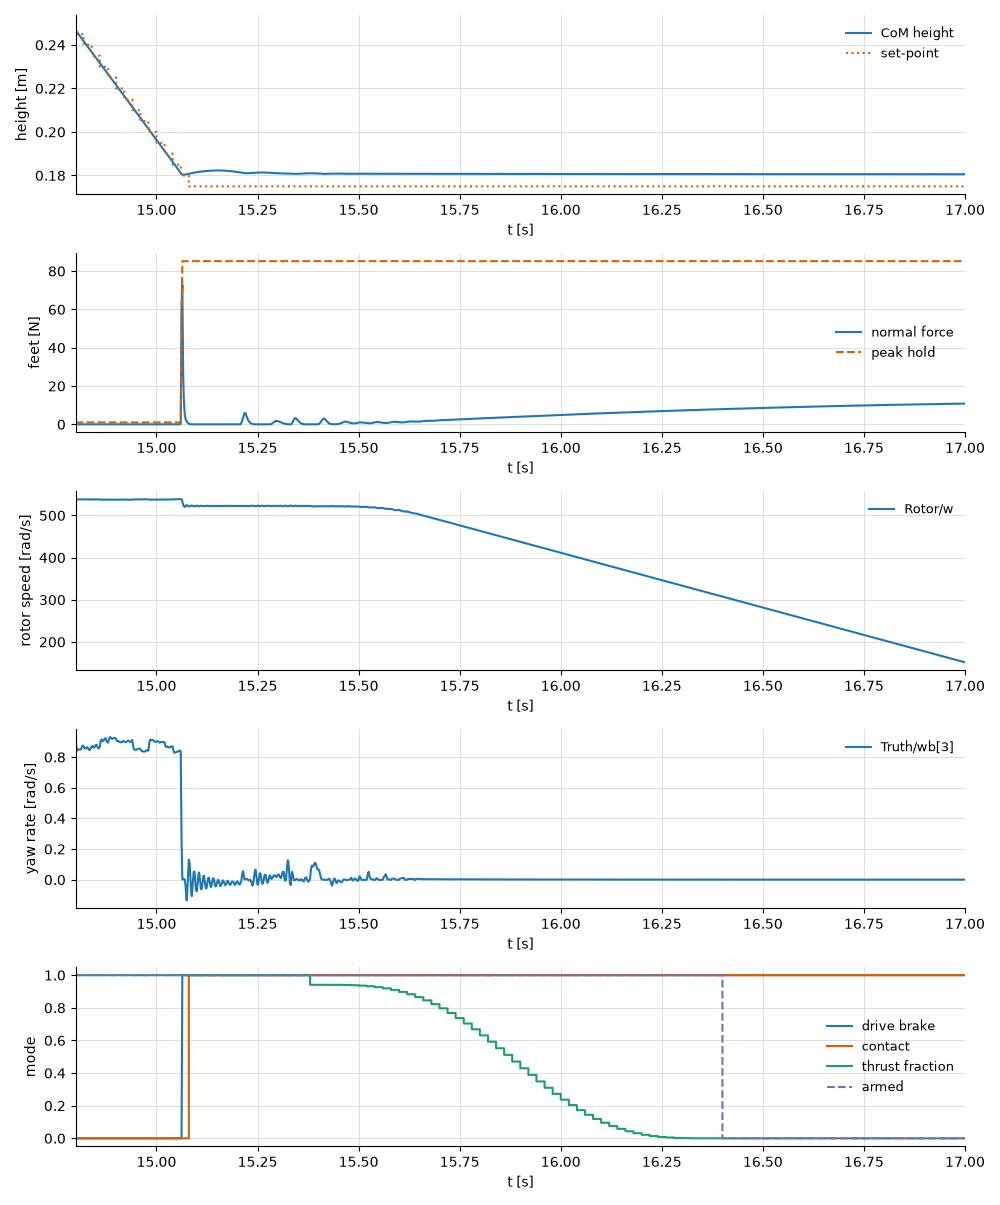 height [m]
0.24
0.22
0.20
0.18
CoM height
set-point
15.00 15.25 15.50 15.75 16.00 16.25 16.50 16.75 17.00
t [s]
feet [N]
80
60
40
20
0
normal force
peak hold
15.00 15.25 15.50 15.75 16.00 16.25 16.50 16.75 17.00
t [s]
rotor speed [rad/s]
500
400
300
200
Rotor/w
15.00 15.25 15.50 15.75 16.00 16.25 16.50 16.75 17.00
t [s]
yaw rate [rad/s]
0.8
0.6
0.4
0.2
0.0
Truth/wb[3]
15.00 15.25 15.50 15.75 16.00 16.25 16.50 16.75 17.00
t [s]
mode
1.0
0.8
0.6
0.4
0.2
0.0
drive brake
contact
thrust fraction
armed
15.00 15.25 15.50 15.75 16.00 16.25 16.50 16.75 17.00
t [s]